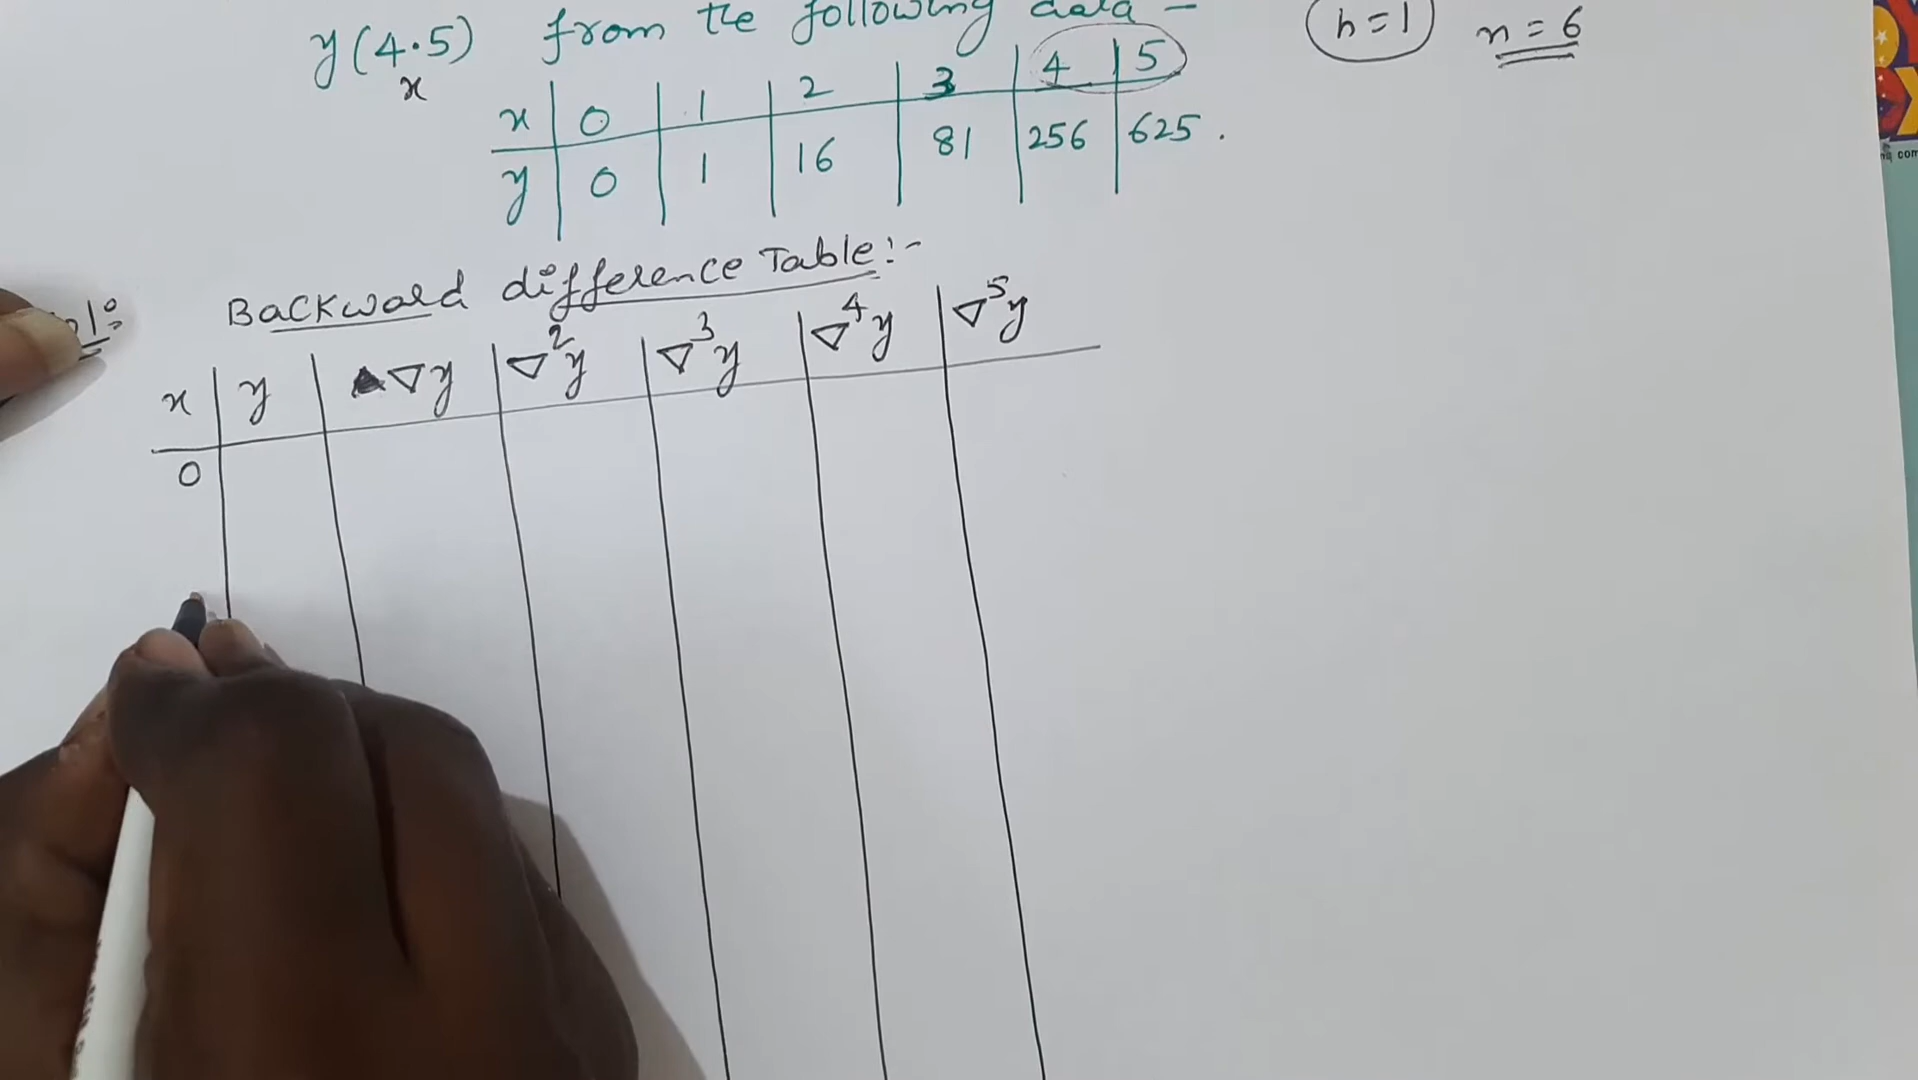 y(4.5) from the following data - h=1 n=6
x
x 0 1 2 3 4 5
y 0 1 16 81 256 625.
Backward difference Table:-
x y ∇y ∇²y ∇³y ∇⁴y ∇⁵y
0